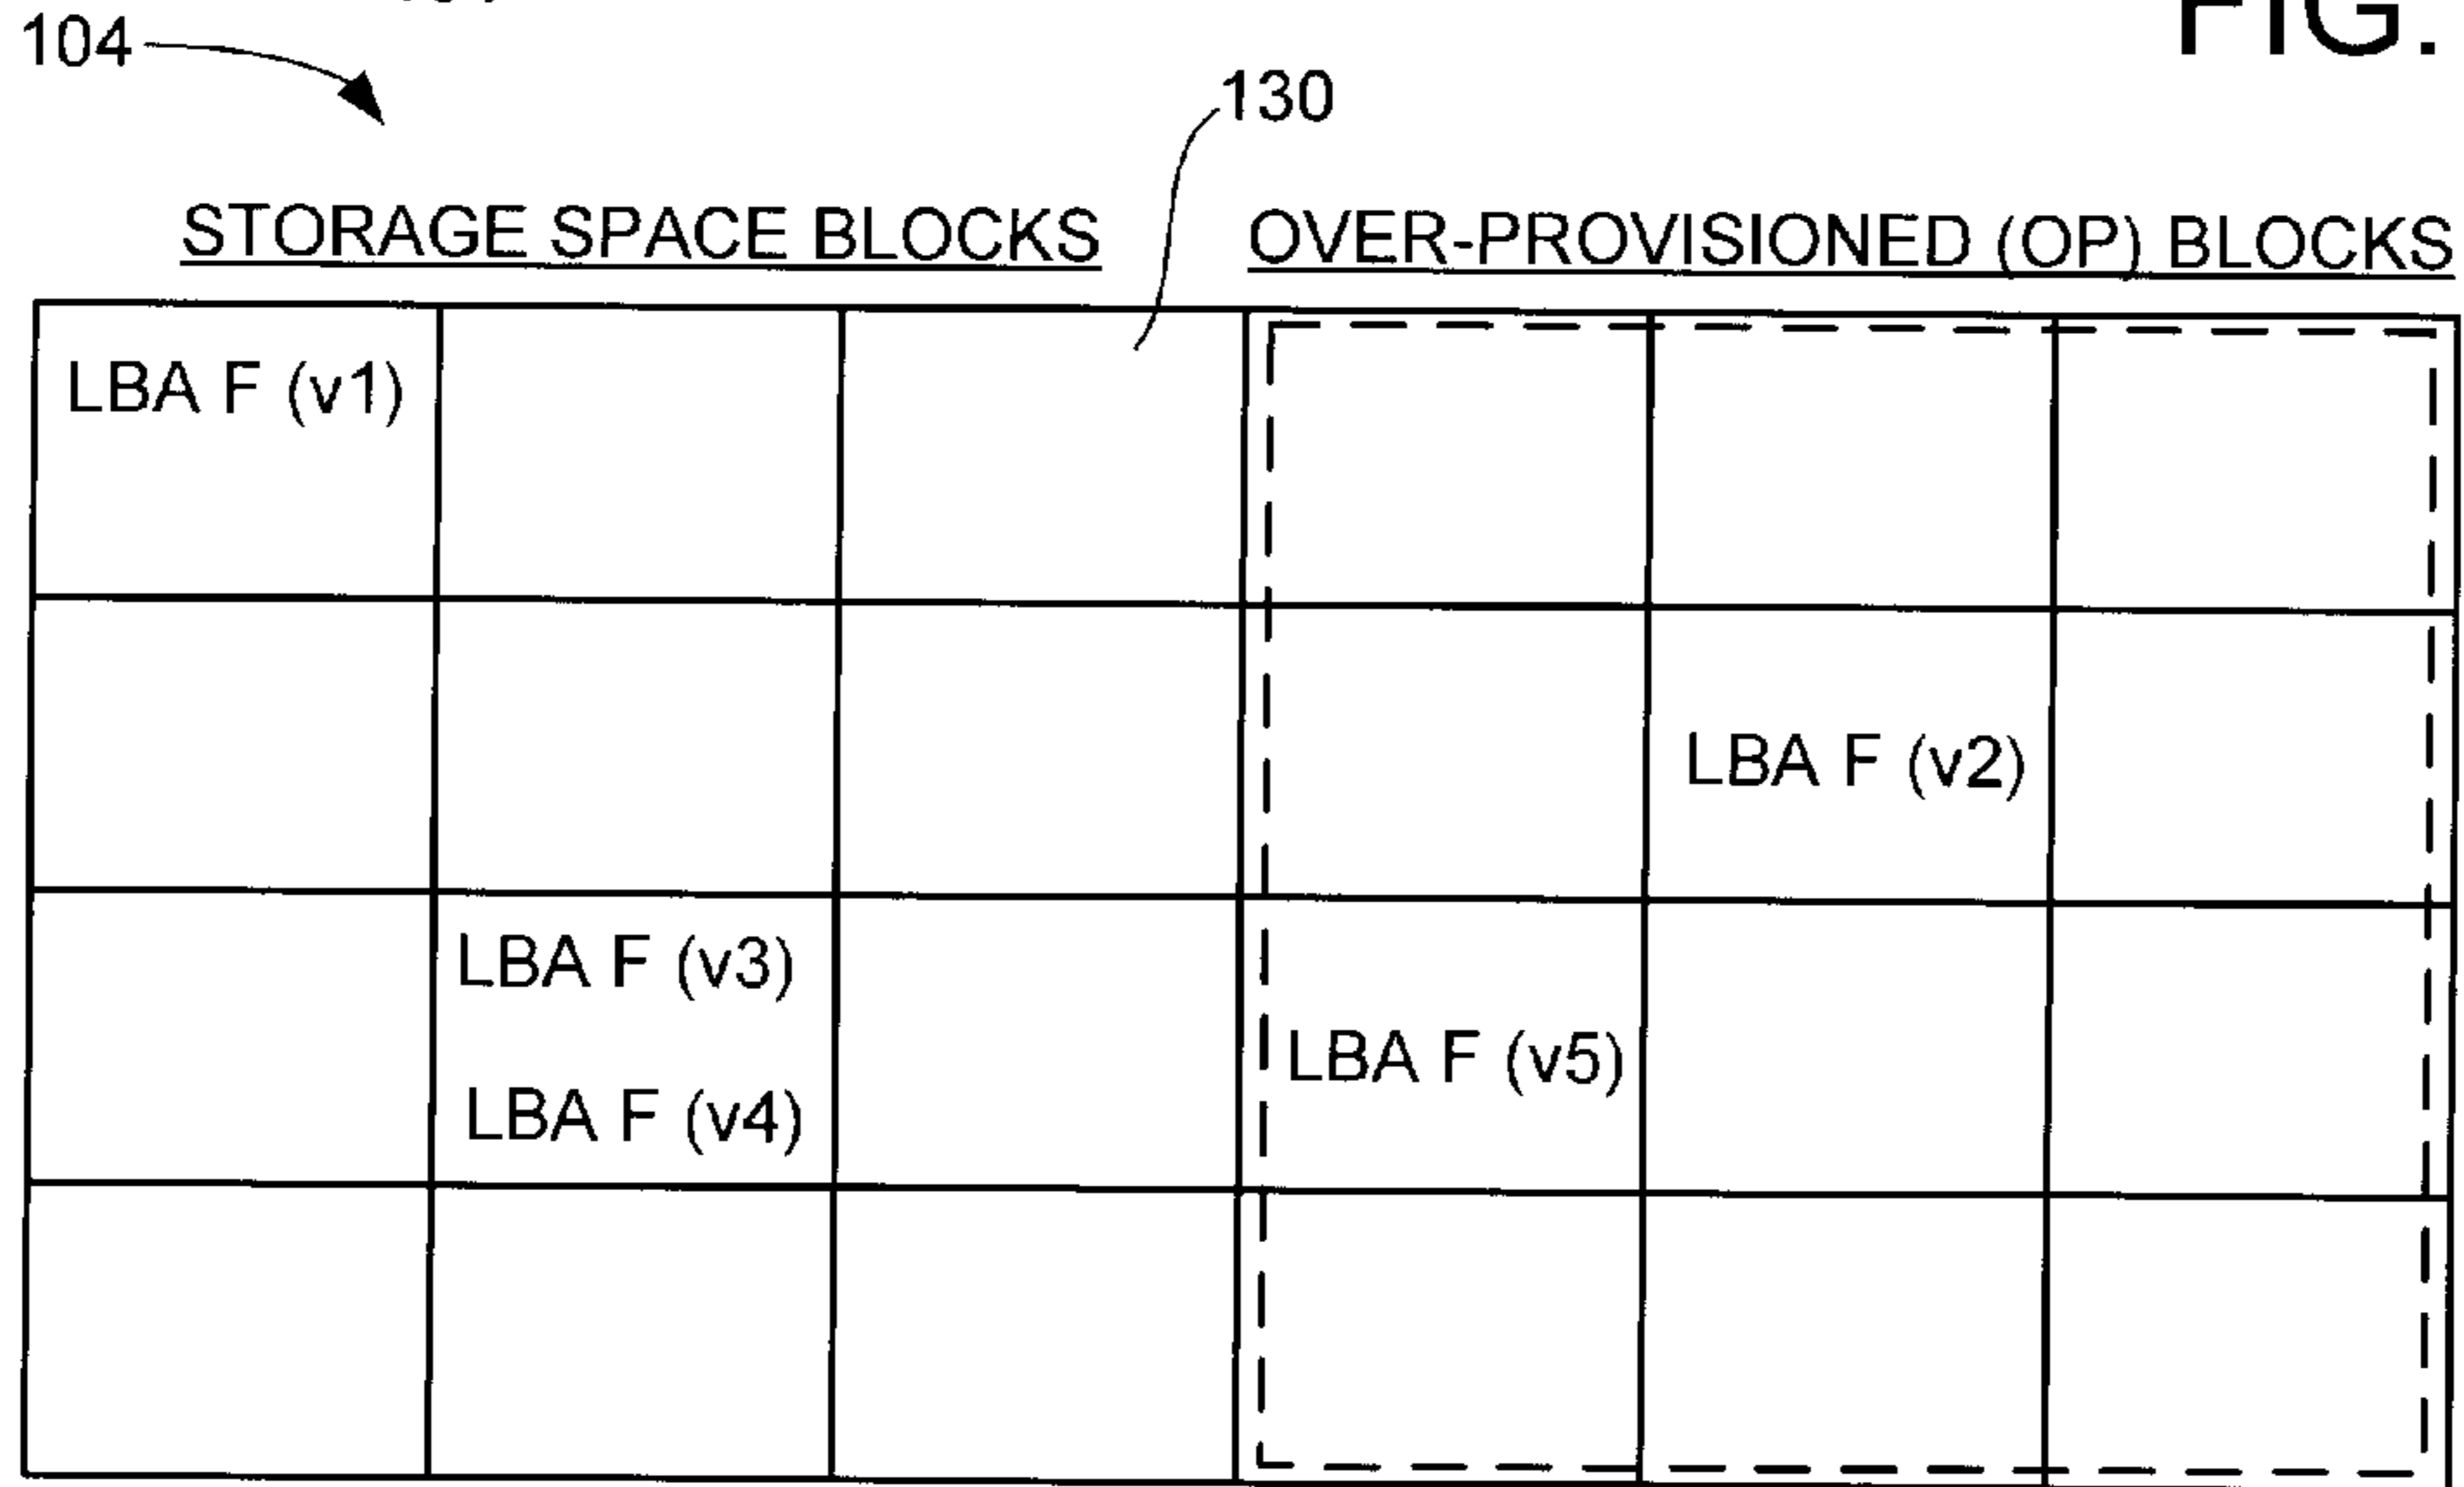 FIG.
104
130
STORAGE SPACE BLOCKS
OVER-PROVISIONED (OP) BLOCKS
LBA F (v1)
LBA F (v2)
LBA F (v3)
LBA F (v4)
LBA F (v5)